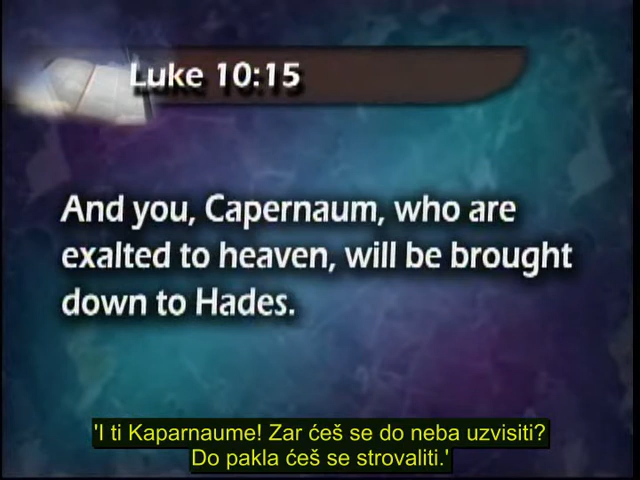 Luke 10:15
And you, Capernaum, who are
exalted to heaven, will be brought
down to Hades.
'I ti Kaparnaume! Zar ćeš se do neba uzvisiti?
Do pakla ćeš se strovaliti.'